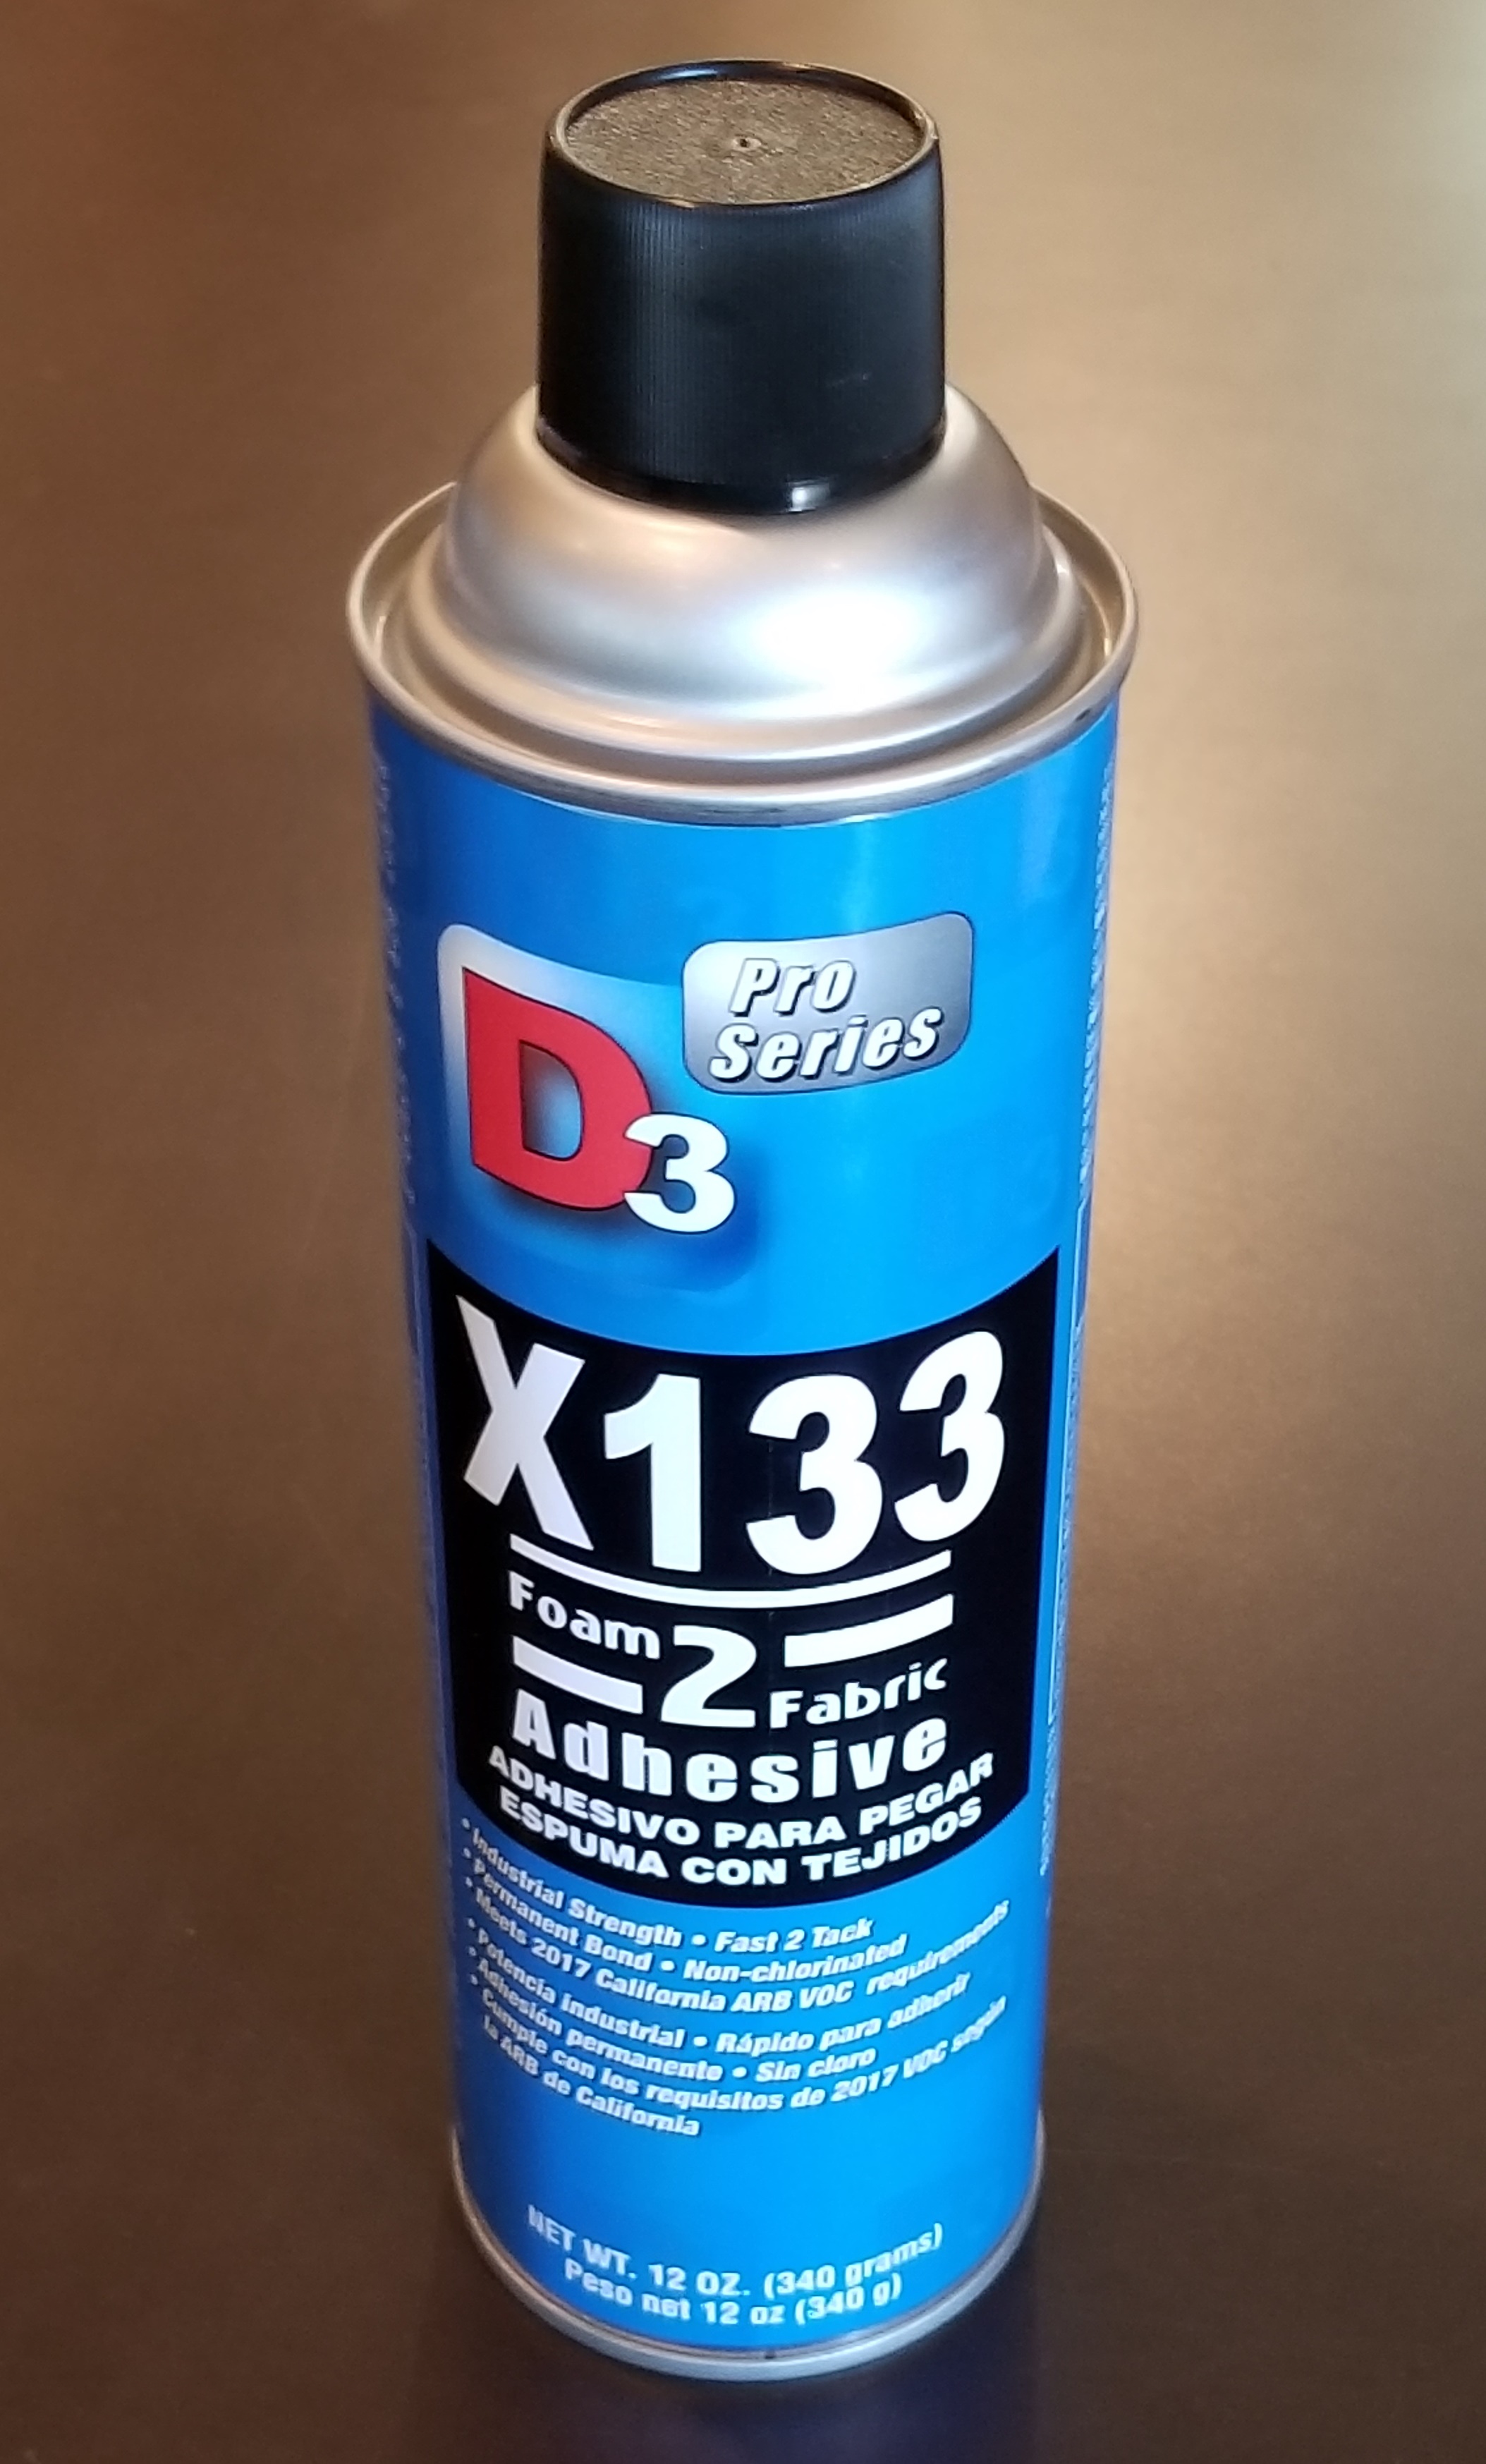 D3
Pro
Series
X133
Foam
2
Fabric
Adhesive
ADHESIVO PARA PEGAR
ESPUMA CON TEJIDOS
• Industrial Strength • Fast 2 Tack
• Permanent Bond • Non-chlorinated
• Meets 2017 California ARB VOC requirements
• Potencia industrial • Rápido para adherir
• Adhesión permanente • Sin cloro
• Cumple con los requisitos de 2017 VOC según
la ARB de California
NET WT. 12 OZ. (340 grams)
Peso net 12 oz (340 g)